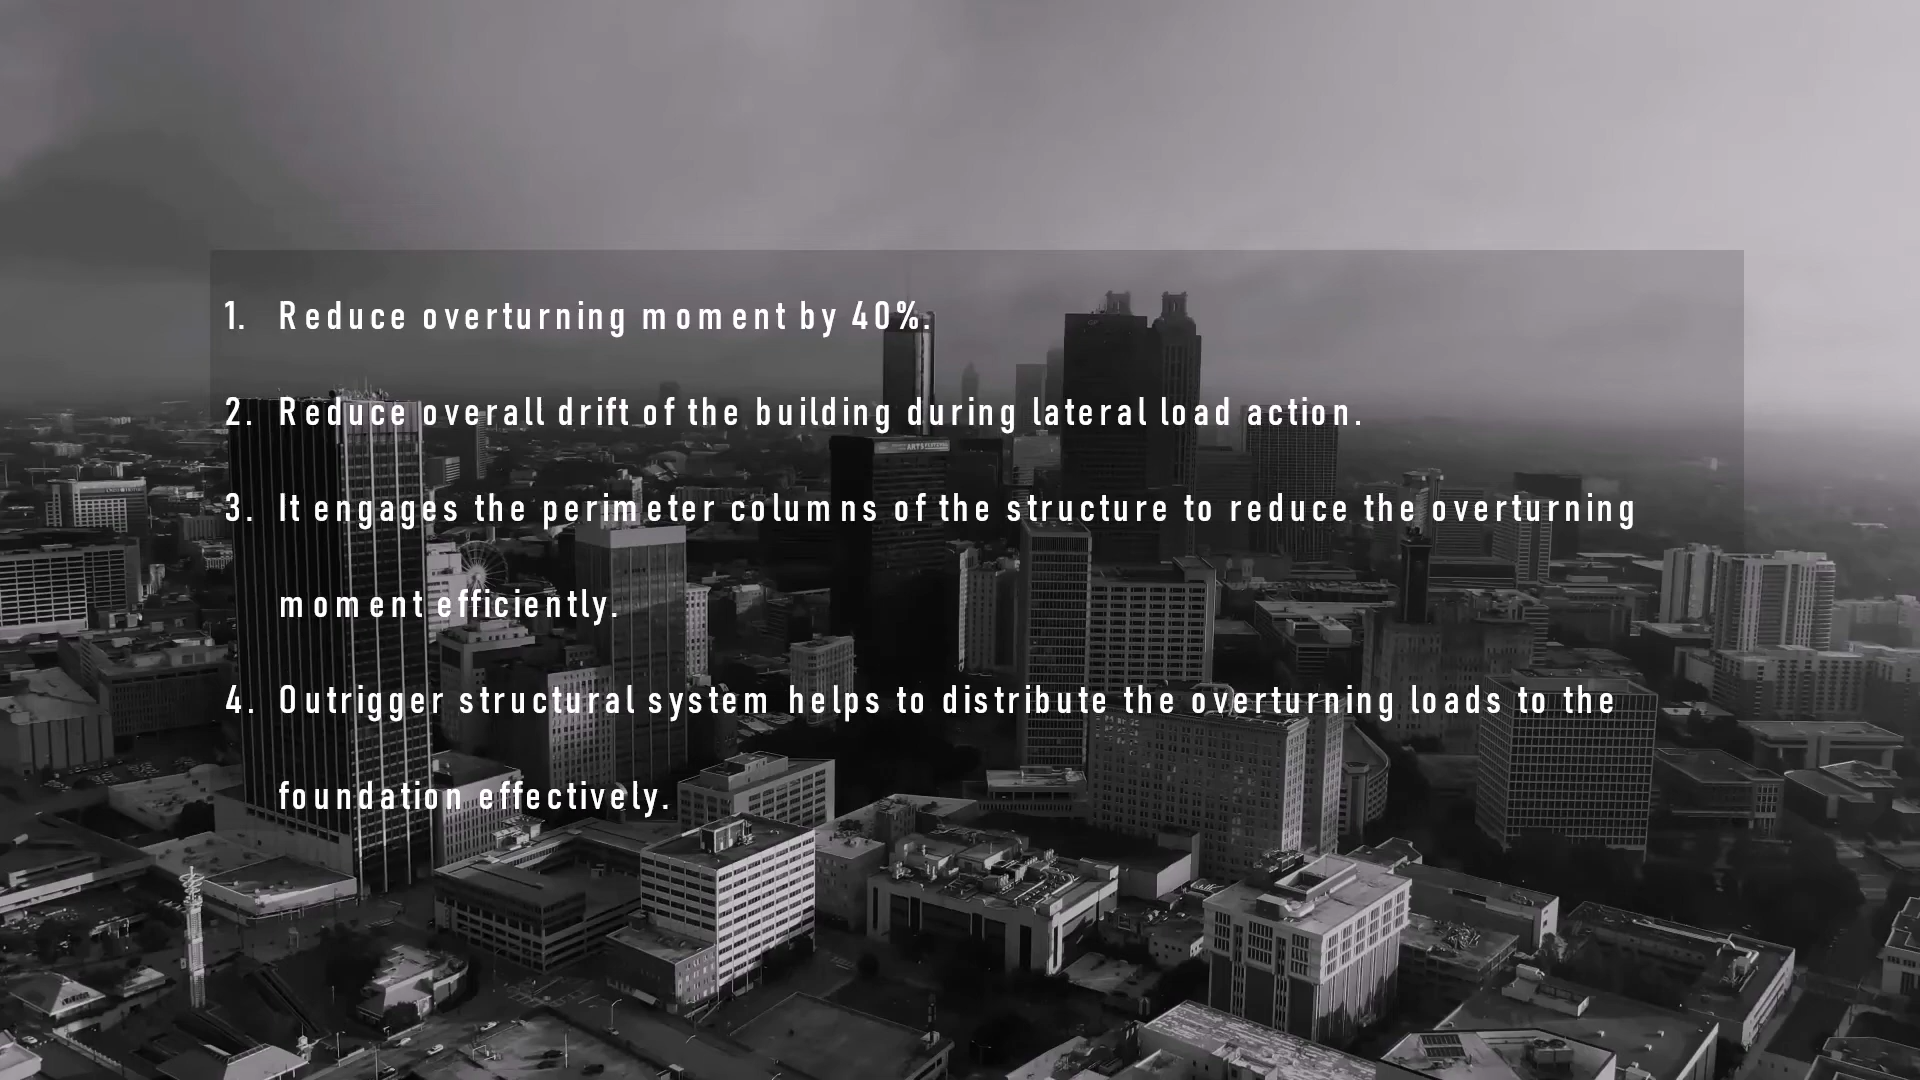 1. Reduce overturning moment by 40%.
2. Reduce overall drift of the building during lateral load action.
3. It engages the perimeter columns of the structure to reduce the overturning
moment efficiently.
4. Outrigger structural system helps to distribute the overturning loads to the
foundation effectively.